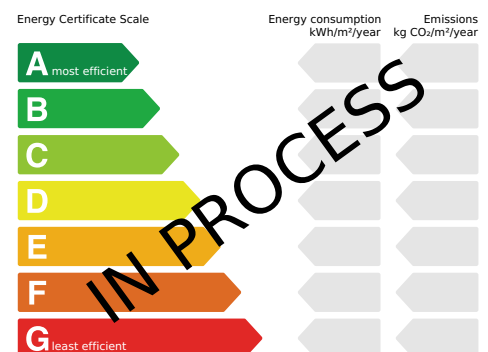 Energy Certificate Scale
Energy consumption
kWh/m²/year
Emissions
kg CO₂/m²/year
A most efficient
B
C
D
E
F
G least efficient
IN PROCESS